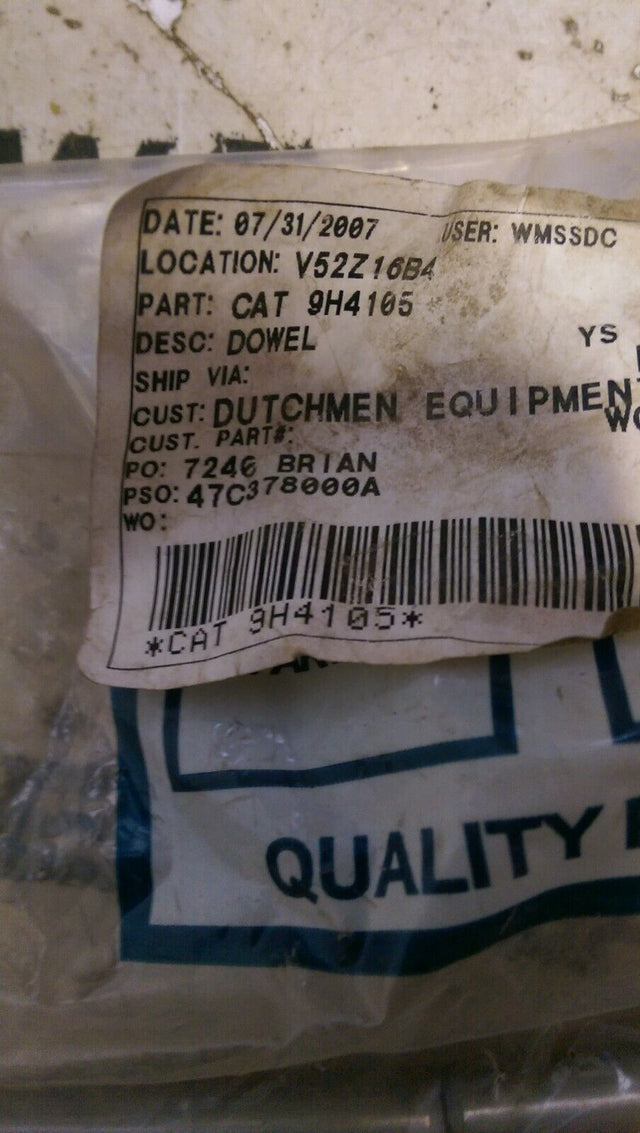 DATE: 07/31/2007 USER: WMSSDC
LOCATION: V52Z16B4
PART: CAT 9H4105
DESC: DOWEL YS
SHIP VIA:
CUST: DUTCHMEN EQUIPMENT
CUST. PART#:
PO: 7246 BRIAN
PSO: 47C378000A
WO:
*CAT 9H4105*
QUALITY